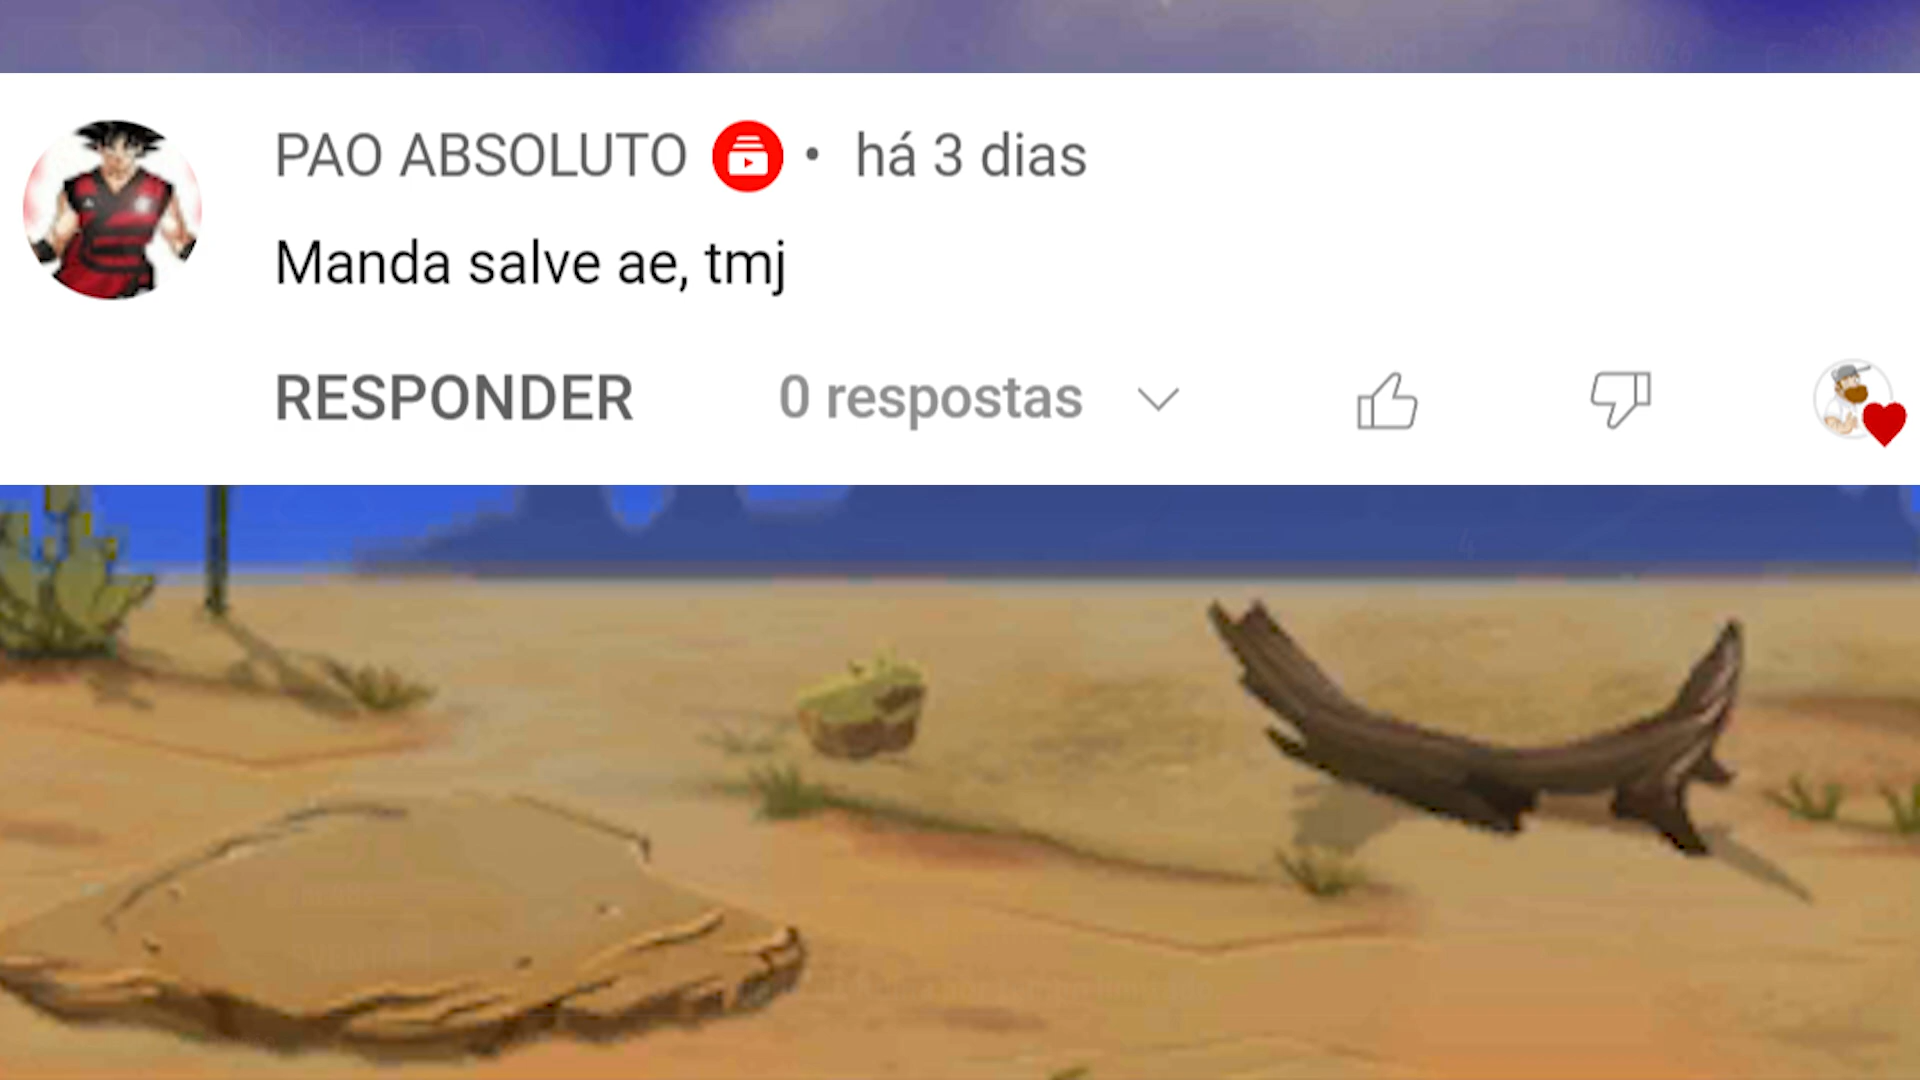 PAO ABSOLUTO • há 3 dias
Manda salve ae, tmj
RESPONDER 0 respostas